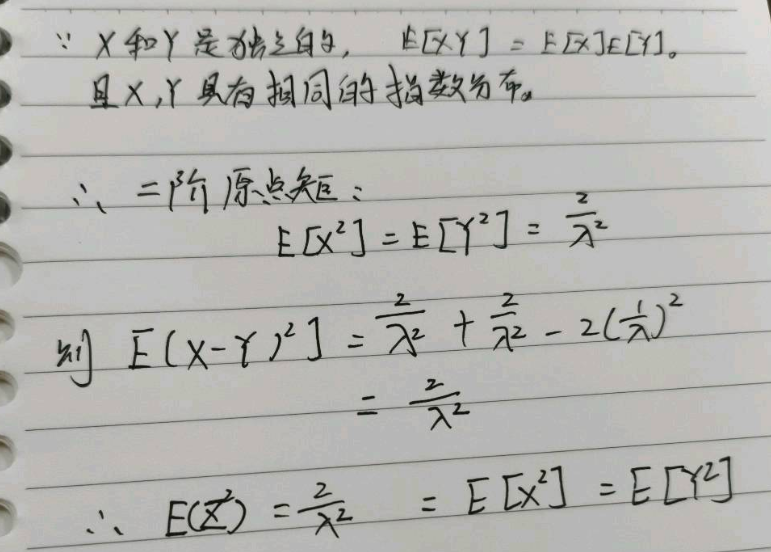 ∵ X和Y是独立的, E[XY] = E[X]E[Y]。
且X,Y具有相同的指数分布。
∴ 二阶原点矩:
E[X²] = E[Y²] = 2/λ²
则 E(X-Y)²] = 2/λ² + 2/λ² - 2(1/λ)²
= 2/λ²
∴ E(Z²) = 2/λ² = E[X²] = E[Y²]